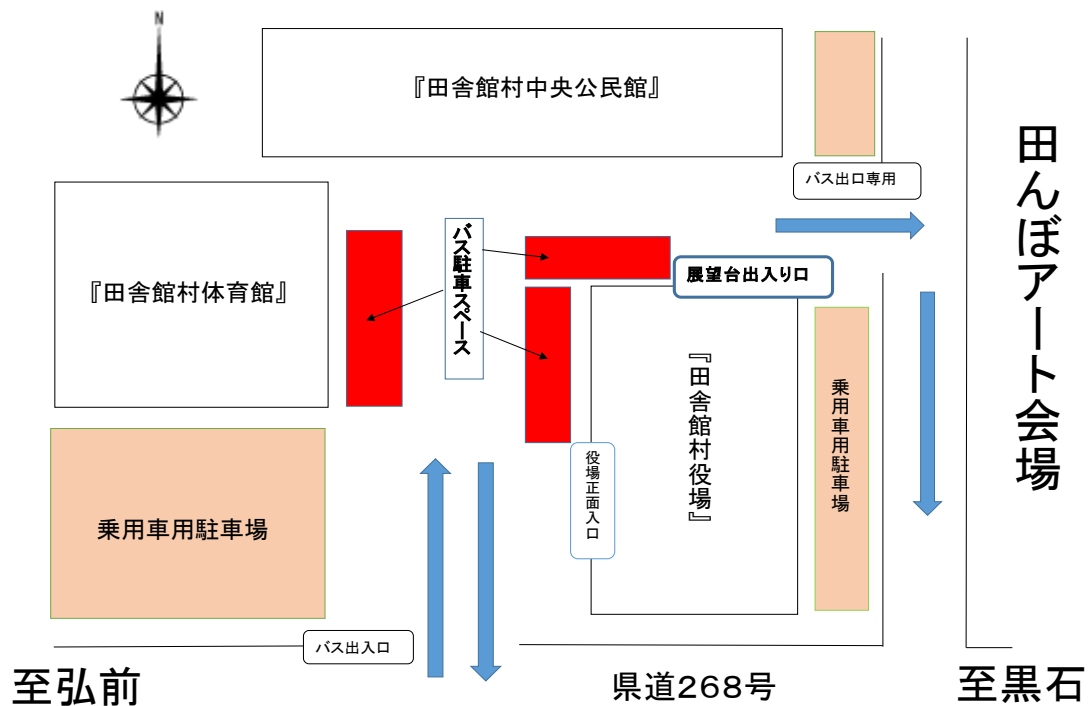 N
『田舎館村中央公民館』
バス出口専用
田んぼアート会場
『田舎館村体育館』
バス駐車スペース
展望台出入り口
『田舎館村役場』
乗用車用駐車場
役場正面入口
乗用車用駐車場
バス出入口
至弘前
県道268号
至黒石